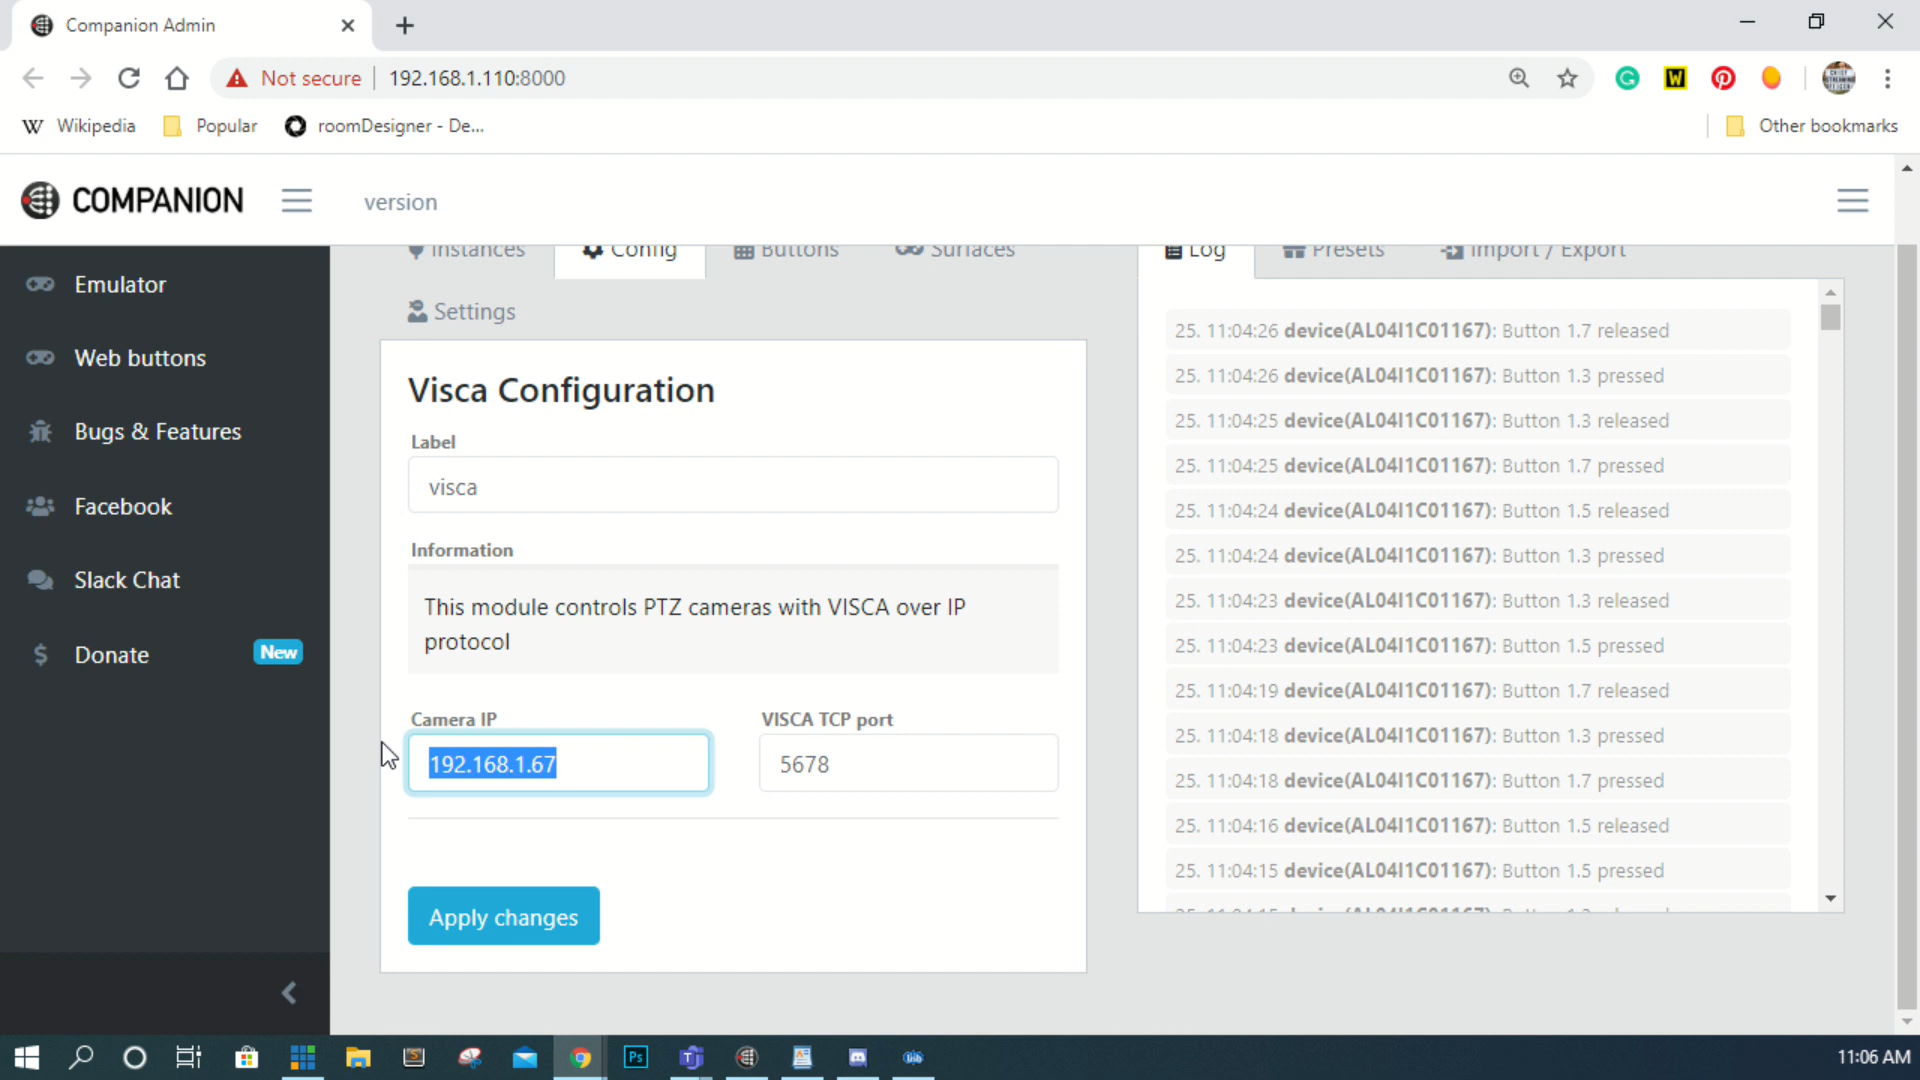 Companion Admin
Not secure
192.168.1.110:8000
W
Wikipedia
Popular
roomDesigner - De...
Other bookmarks
COMPANION
version
Emulator
Web buttons
Bugs & Features
Facebook
Slack Chat
Donate
New
Instances
Config
Buttons
Surfaces
Settings
Visca Configuration
Label
visca
Information
This module controls PTZ cameras with VISCA over IP
protocol
Camera IP
VISCA TCP port
192.168.1.67
5678
Apply changes
Log
Presets
Import / Export
25. 11:04:26 device(AL04I1C01167): Button 1.7 released
25. 11:04:26 device(AL04I1C01167): Button 1.3 pressed
25. 11:04:25 device(AL04I1C01167): Button 1.3 released
25. 11:04:25 device(AL04I1C01167): Button 1.7 pressed
25. 11:04:24 device(AL04I1C01167): Button 1.5 released
25. 11:04:24 device(AL04I1C01167): Button 1.3 pressed
25. 11:04:23 device(AL04I1C01167): Button 1.3 released
25. 11:04:23 device(AL04I1C01167): Button 1.5 pressed
25. 11:04:19 device(AL04I1C01167): Button 1.7 released
25. 11:04:18 device(AL04I1C01167): Button 1.3 pressed
25. 11:04:18 device(AL04I1C01167): Button 1.7 pressed
25. 11:04:16 device(AL04I1C01167): Button 1.5 released
25. 11:04:15 device(AL04I1C01167): Button 1.5 pressed
Ps
11:06 AM